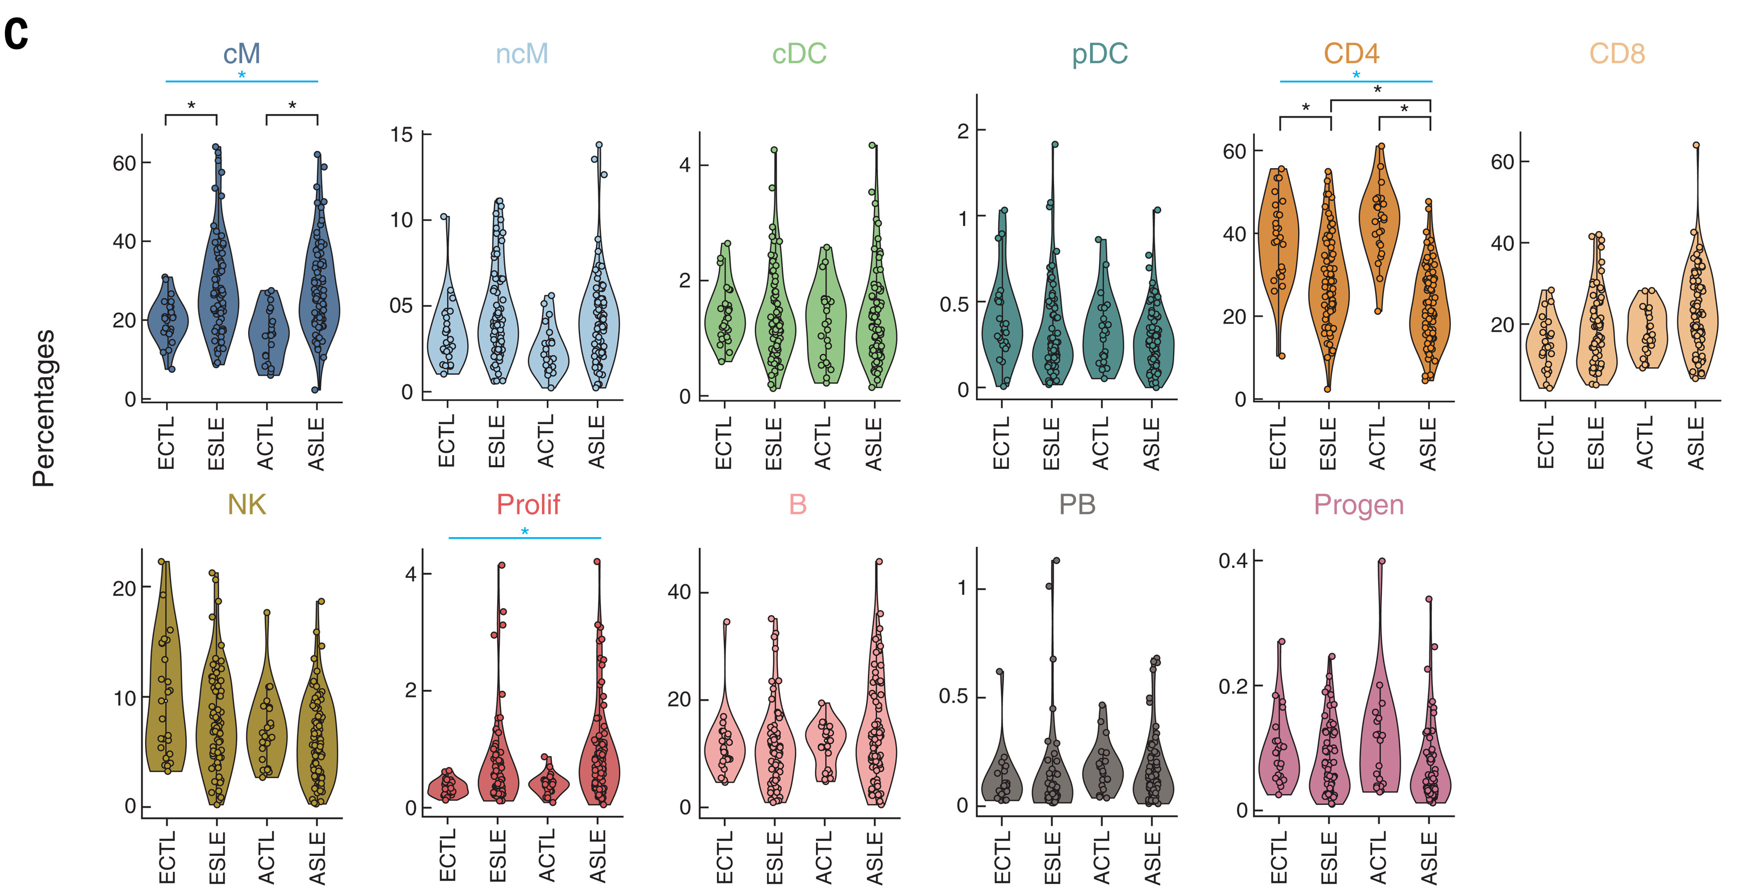 C
cM
ncM
cDC
pDC
CD4
CD8
*
*
*
*
*
*
*
Percentages
60
40
20
0
ECTL
ESLE
ACTL
ASLE
15
10
05
0
ECTL
ESLE
ACTL
ASLE
4
2
0
ECTL
ESLE
ACTL
ASLE
2
1
0.5
0
ECTL
ESLE
ACTL
ASLE
60
40
20
0
ECTL
ESLE
ACTL
ASLE
60
40
20
ECTL
ESLE
ACTL
ASLE
NK
Prolif
B
PB
Progen
*
20
10
0
ECTL
ESLE
ACTL
ASLE
4
2
0
ECTL
ESLE
ACTL
ASLE
40
20
0
ECTL
ESLE
ACTL
ASLE
1
0.5
0
ECTL
ESLE
ACTL
ASLE
0.4
0.2
0
ECTL
ESLE
ACTL
ASLE